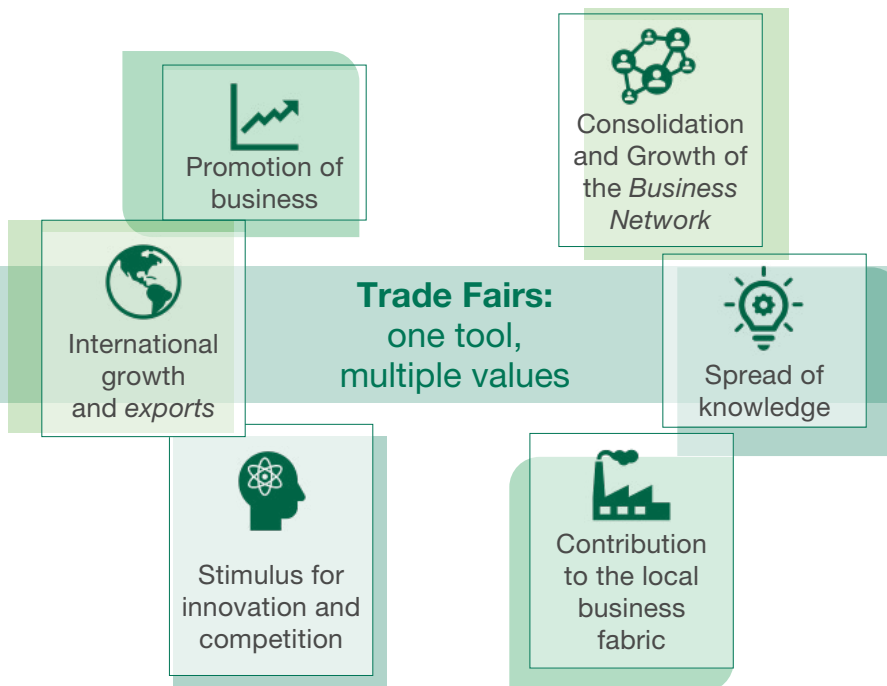 Promotion of
business
Consolidation
and Growth of
the Business
Network
International
growth
and exports
Trade Fairs:
one tool,
multiple values
Spread of
knowledge
Stimulus for
innovation and
competition
Contribution
to the local
business
fabric